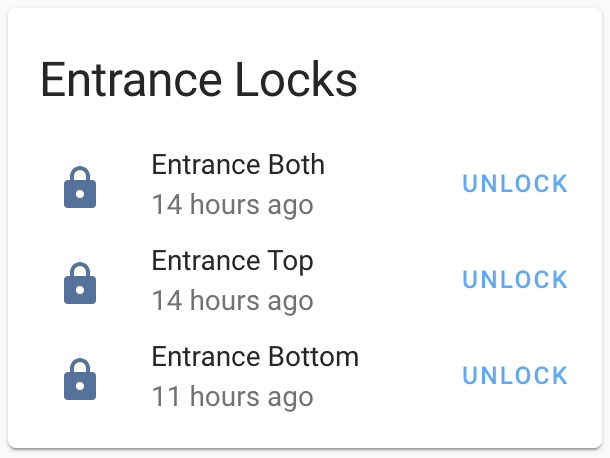 Entrance Locks
Entrance Both
14 hours ago
UNLOCK
Entrance Top
14 hours ago
UNLOCK
Entrance Bottom
11 hours ago
UNLOCK